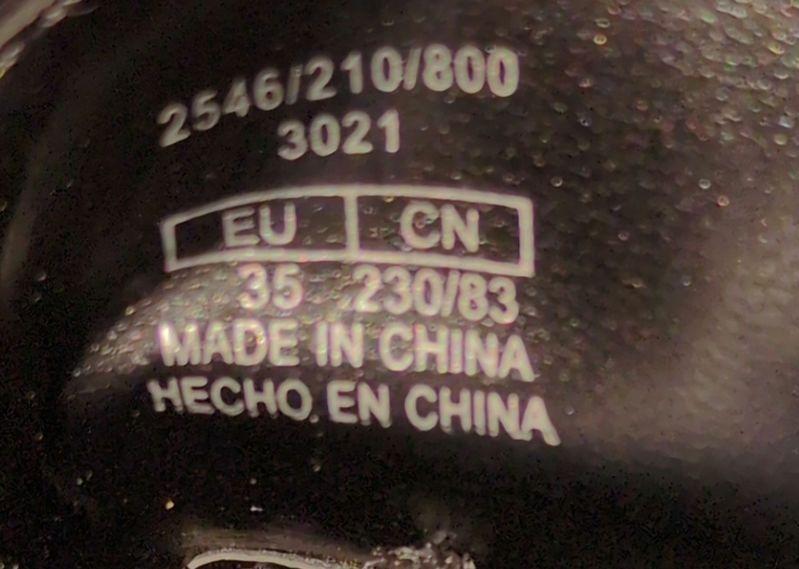 2546/210/800
3021
EU CN
35 230/83
MADE IN CHINA
HECHO EN CHINA